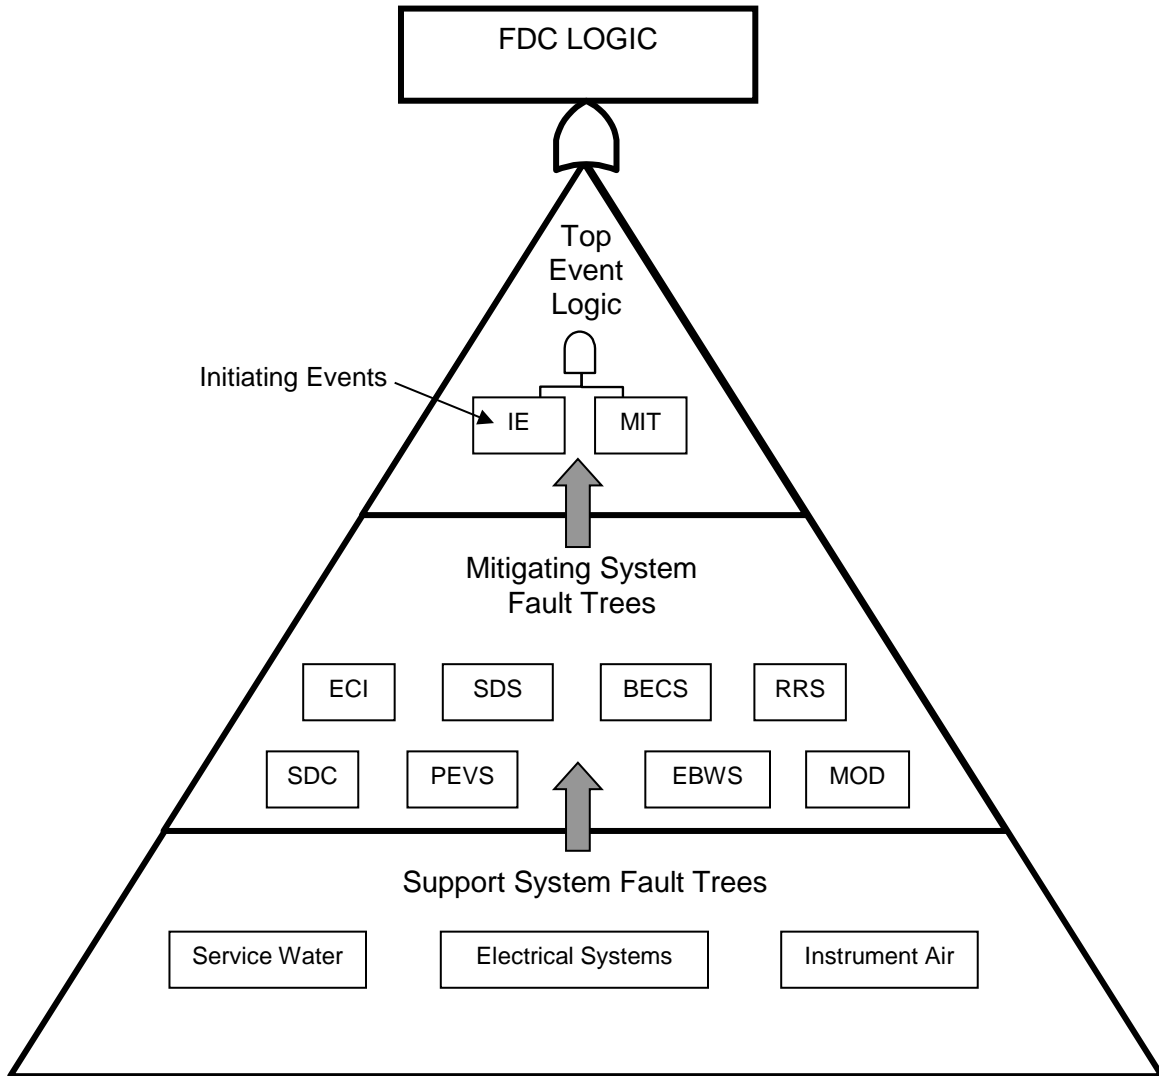 FDC LOGIC
Top
Event
Logic
Initiating Events
IE
MIT
Mitigating System
Fault Trees
ECI
SDS
BECS
RRS
SDC
PEVS
EBWS
MOD
Support System Fault Trees
Service Water
Electrical Systems
Instrument Air